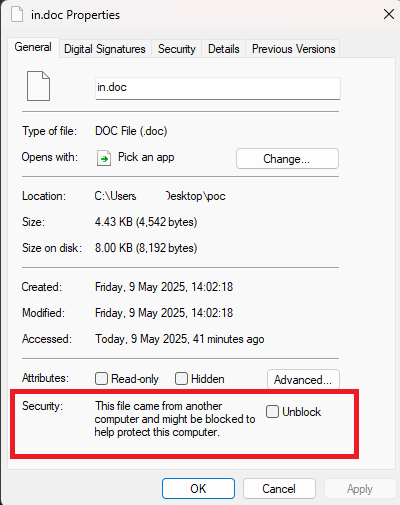 in.doc Properties
General Digital Signatures Security Details Previous Versions
in.doc
Type of file: DOC File (.doc)
Opens with: Pick an app Change...
Location: C:\Users Desktop\poc
Size: 4.43 KB (4,542 bytes)
Size on disk: 8.00 KB (8,192 bytes)
Created: Friday, 9 May 2025, 14:02:18
Modified: Friday, 9 May 2025, 14:02:18
Accessed: Today, 9 May 2025, 41 minutes ago
Attributes: Read-only Hidden Advanced...
Security: This file came from another Unblock
computer and might be blocked to
help protect this computer.
OK Cancel Apply